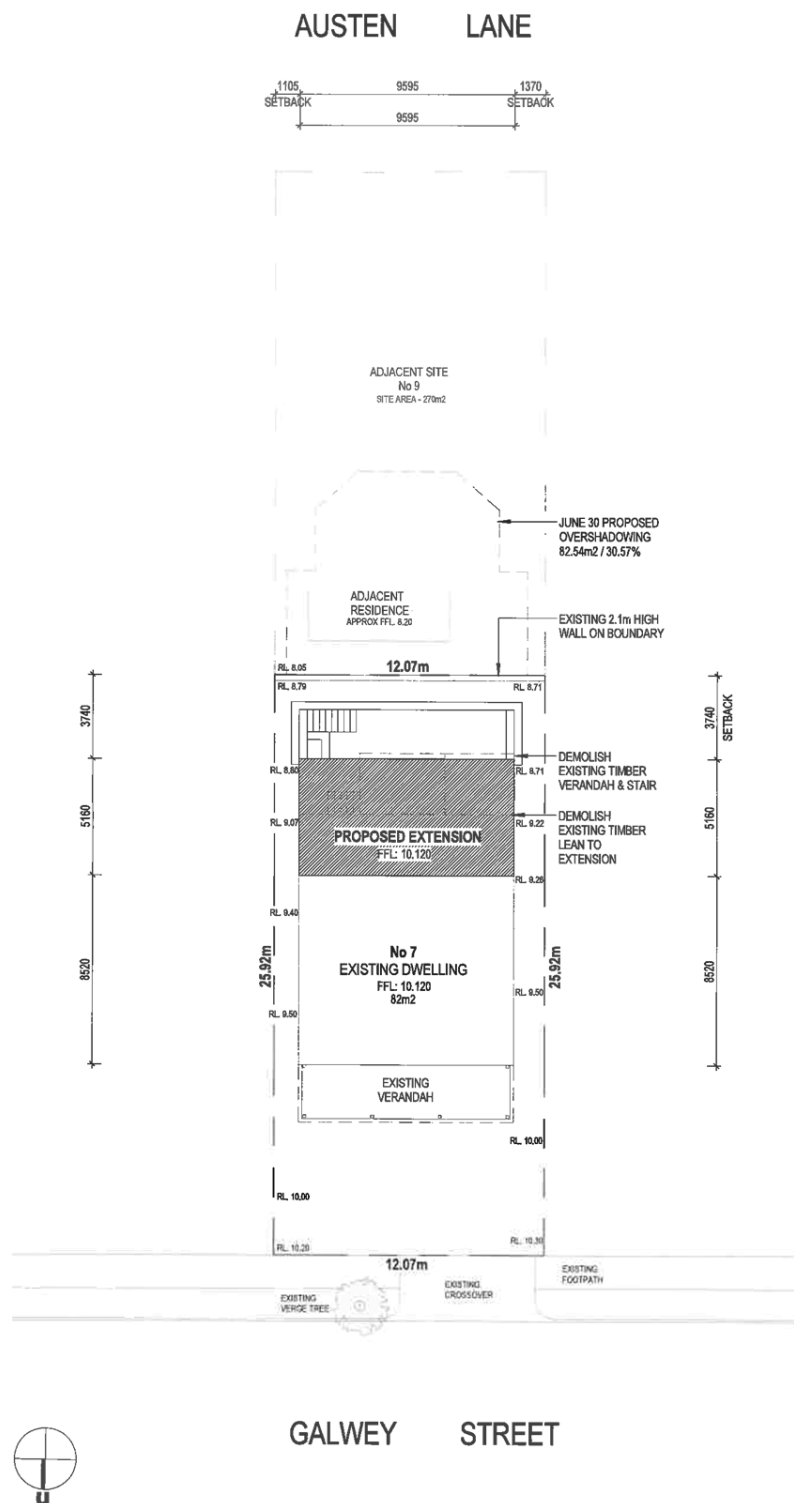 AUSTEN LANE
1105 9595 1370
SETBACK SETBACK
9595
ADJACENT SITE
No 9
SITE AREA - 270m2
JUNE 30 PROPOSED
OVERSHADOWING
82.54m2 / 30.57%
ADJACENT
RESIDENCE
APPROX FFL. 8.20
EXISTING 2.1m HIGH
WALL ON BOUNDARY
RL 8.05 12.07m
RL 8.79 RL 8.71
3740
3740
SETBACK
DEMOLISH
EXISTING TIMBER
VERANDAH & STAIR
RL 8.60 RL 8.71
5160
RL 9.07 RL 9.22
5160
DEMOLISH
EXISTING TIMBER
LEAN TO
EXTENSION
PROPOSED EXTENSION
FFL: 10.120
RL 9.25
RL 9.40
No 7
EXISTING DWELLING
FFL: 10.120
82m2
25.92m
25.92m
8520
8520
RL 9.50
RL 9.50
EXISTING
VERANDAH
RL 10.00
RL 10.00
RL. 10.20 RL 10.30
12.07m
EXISTING
FOOTPATH
EXISTING
CROSSOVER
EXISTING
VERGE TREE
GALWEY STREET